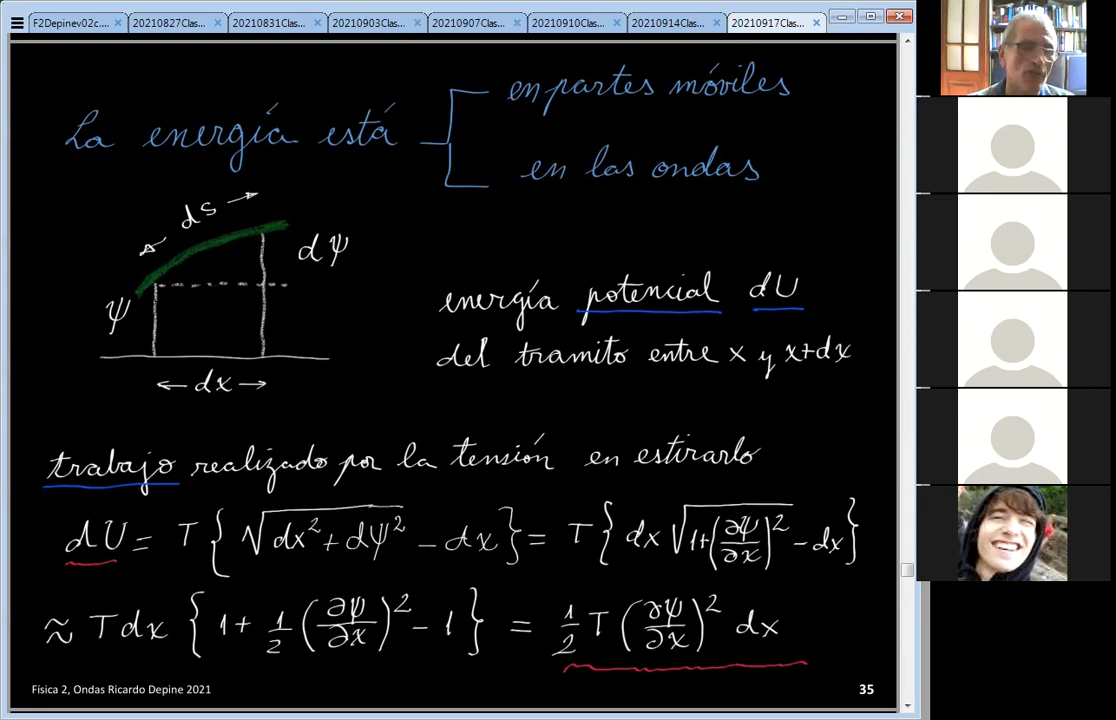 F2Depinev02c.... 20210827Clas... 20210831Clas... 20210903Clas... 20210907Clas... 20210910Clas... 20210914Clas... 20210917Clas...
en partes móviles
La energía está
en las ondas
ds
dψ
ψ
dx
energía potencial dU
del tramito entre x y x+dx
trabajo realizado por la tensión en estirarlo
dU = T { √dx²+dψ² - dx } = T { dx √1+(∂ψ/∂x)² - dx }
≈ T dx { 1 + 1/2 (∂ψ/∂x)² - 1 } = 1/2 T (∂ψ/∂x)² dx
Física 2, Ondas Ricardo Depine 2021
35